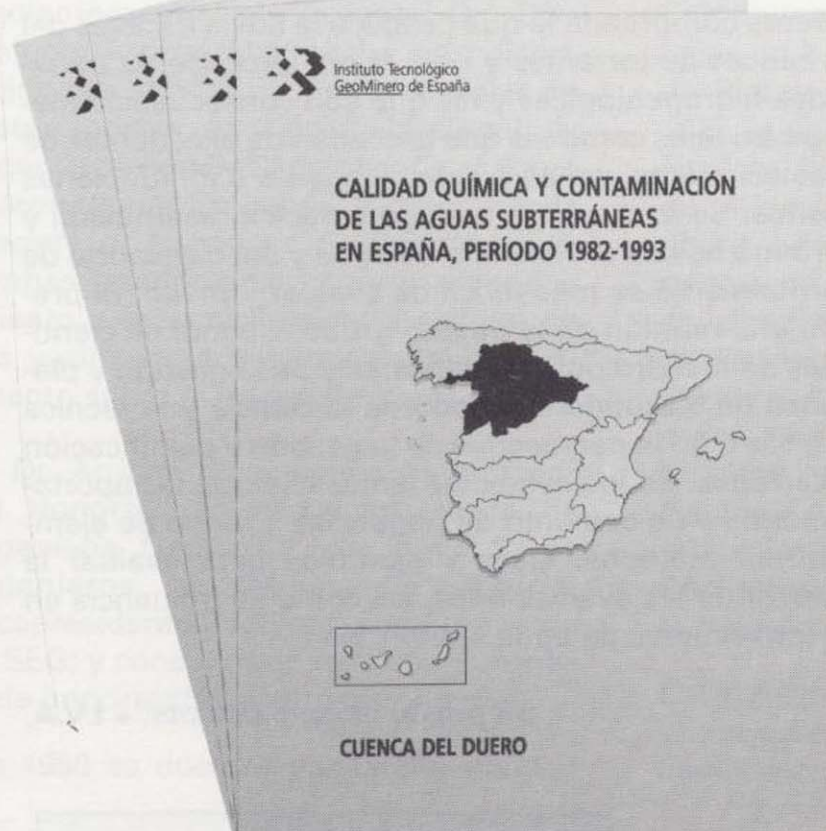 Instituto Tecnológico
GeoMinero de España
CALIDAD QUÍMICA Y CONTAMINACIÓN
DE LAS AGUAS SUBTERRÁNEAS
EN ESPAÑA, PERÍODO 1982-1993
CUENCA DEL DUERO